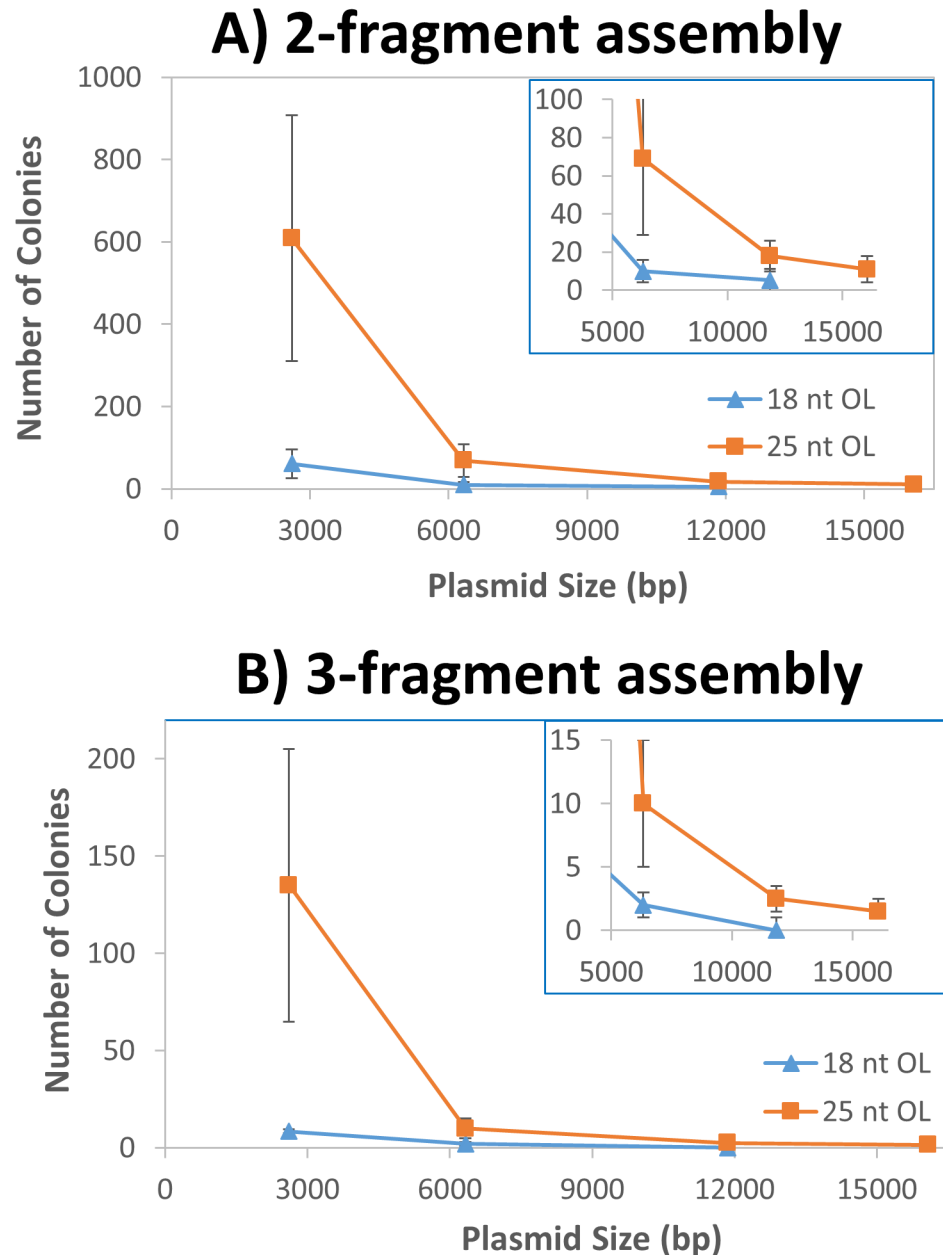 A) 2-fragment assembly
Number of Colonies
1000
800
600
400
200
0
0 3000 6000 9000 12000 15000
Plasmid Size (bp)
100
80
60
40
20
0
5000 10000 15000
18 nt OL
25 nt OL
B) 3-fragment assembly
Number of Colonies
200
150
100
50
0
0 3000 6000 9000 12000 15000
Plasmid Size (bp)
15
10
5
0
5000 10000 15000
18 nt OL
25 nt OL